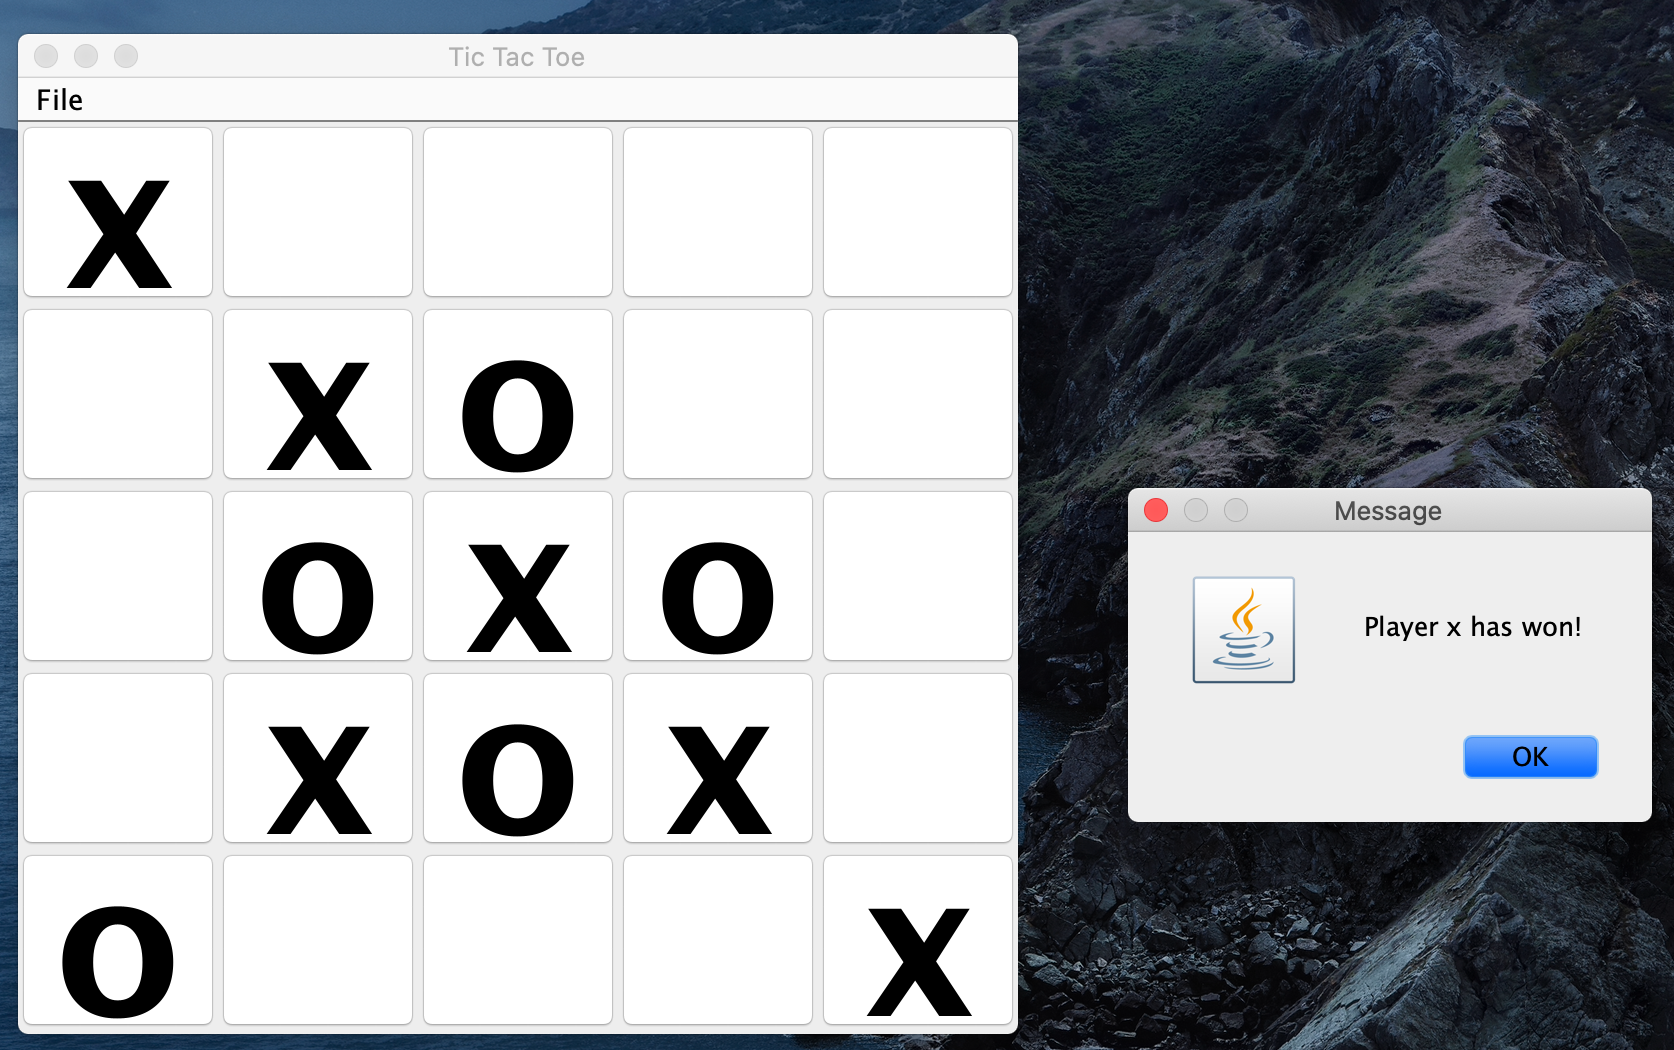 Tic Tac Toe
File
x
x o
o x o
x o x
o x
Message
Player x has won!
OK